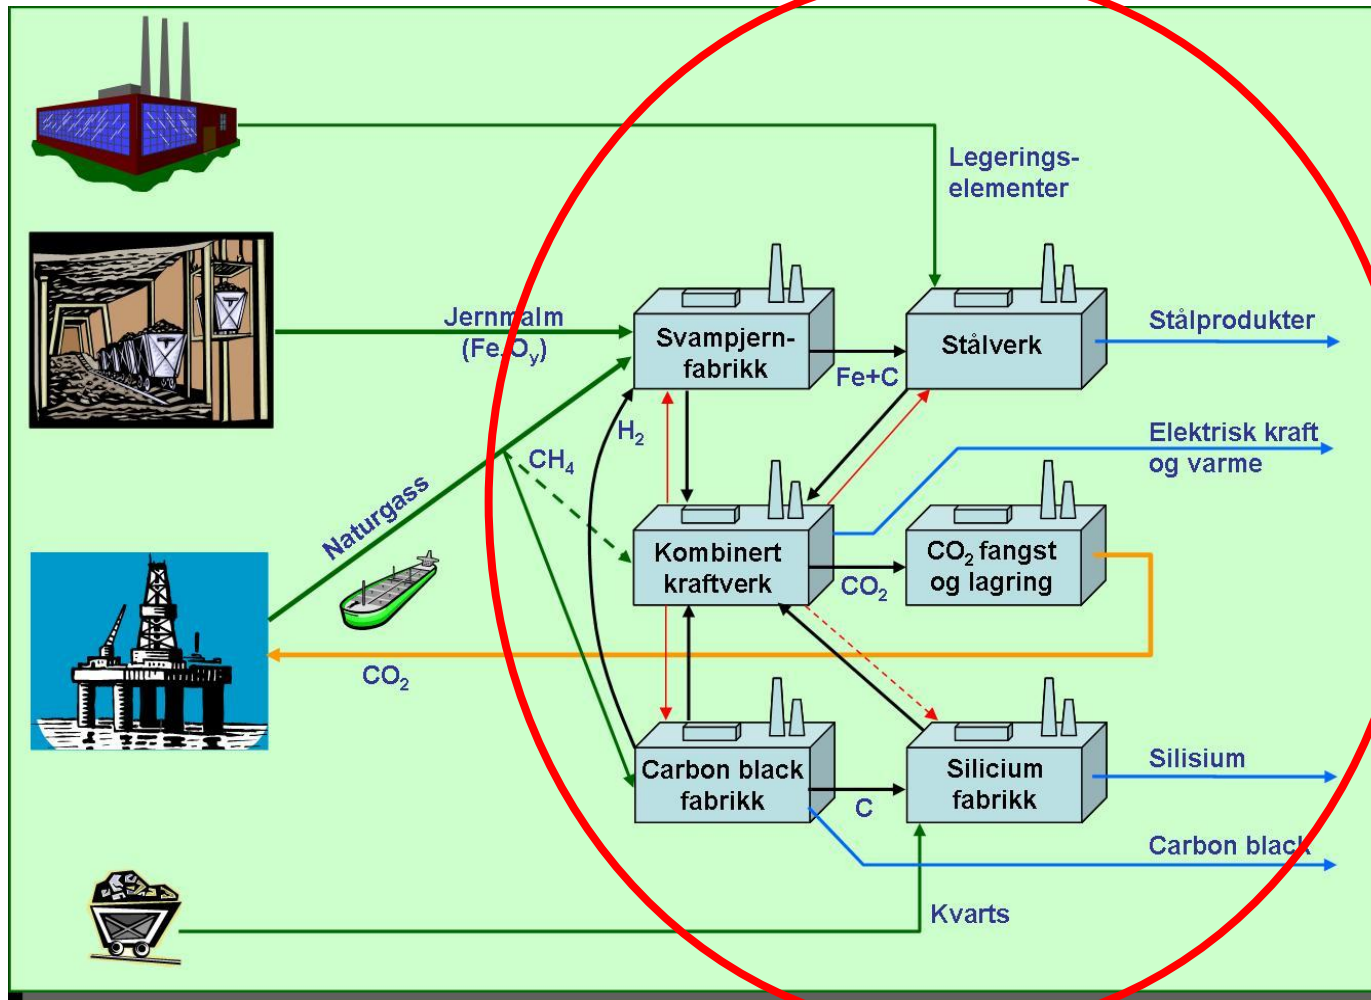 Legerings-
elementer
Jernmalm
(FeₓO_y)
Svampjern-
fabrikk
Fe+C
Stålverk
Stålprodukter
H₂
CH₄
Naturgass
Elektrisk kraft
og varme
Kombinert
kraftverk
CO₂
CO₂ fangst
og lagring
CO₂
Carbon black
fabrikk
C
Silicium
fabrikk
Silisium
Carbon black
Kvarts